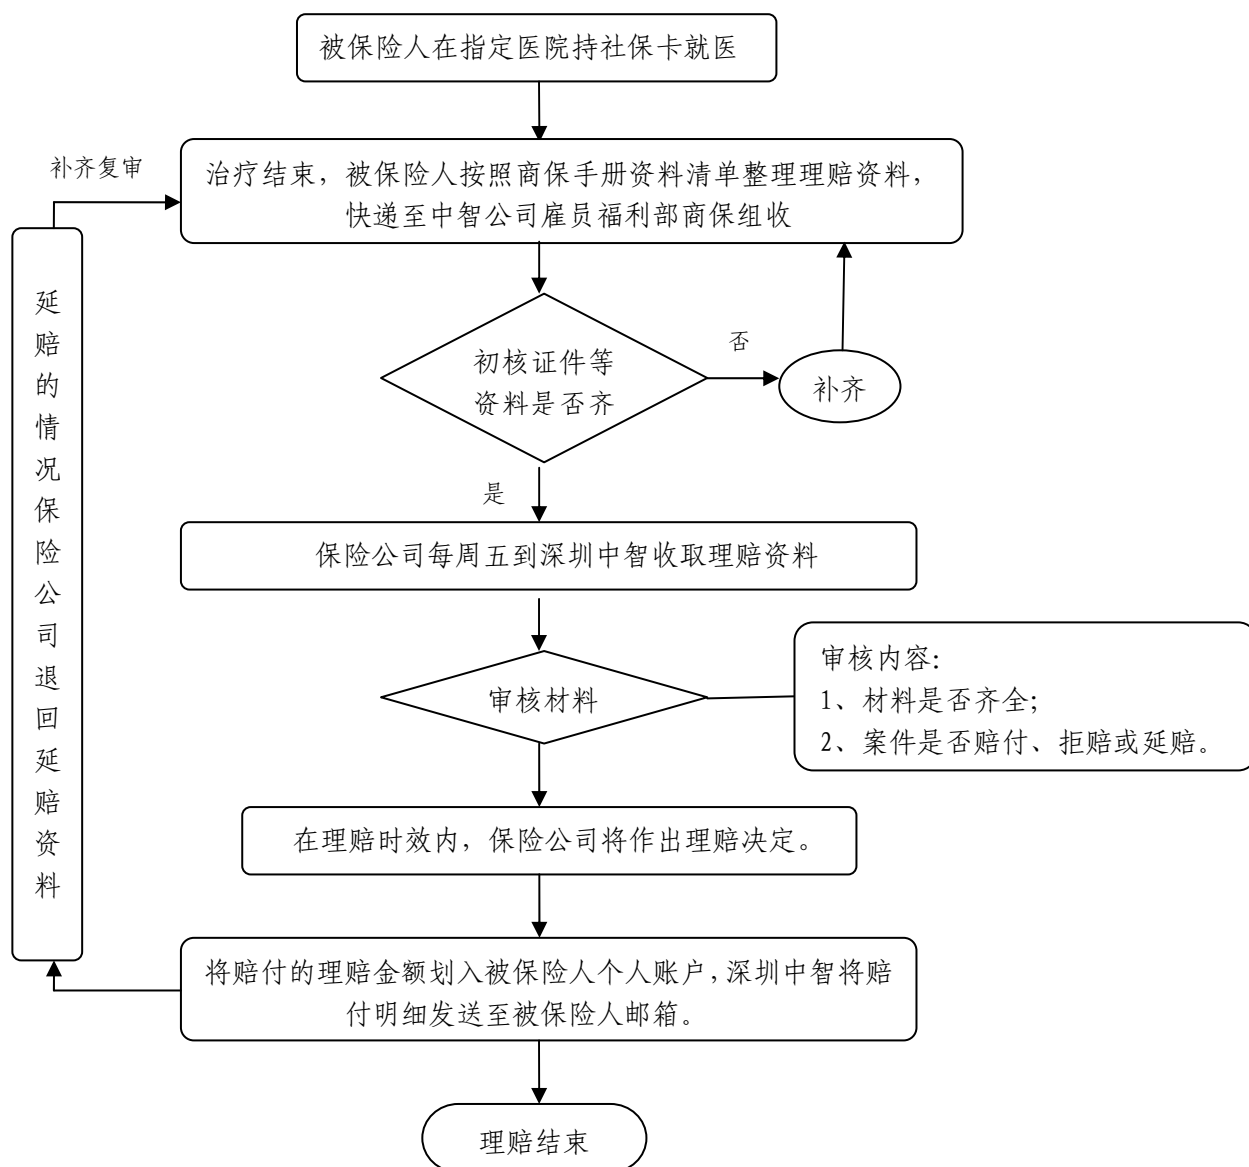 被保险人在指定医院持社保卡就医
补齐复审
治疗结束，被保险人按照商保手册资料清单整理理赔资料，
快递至中智公司雇员福利部商保组收
延赔的情况保险公司退回延赔资料
初核证件等
资料是否齐
否
补齐
是
保险公司每周五到深圳中智收取理赔资料
审核材料
审核内容：
1、材料是否齐全；
2、案件是否赔付、拒赔或延赔。
在理赔时效内，保险公司将作出理赔决定。
将赔付的理赔金额划入被保险人个人账户，深圳中智将赔
付明细发送至被保险人邮箱。
理赔结束